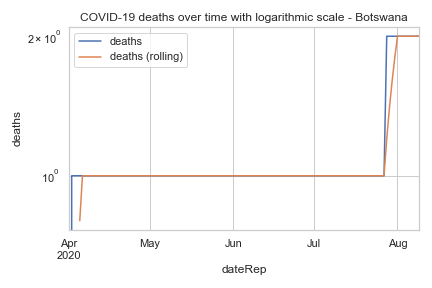 COVID-19 deaths over time with logarithmic scale - Botswana
deaths
deaths (rolling)
2 × 10⁰
10⁰
deaths
Apr May Jun Jul Aug
2020
dateRep